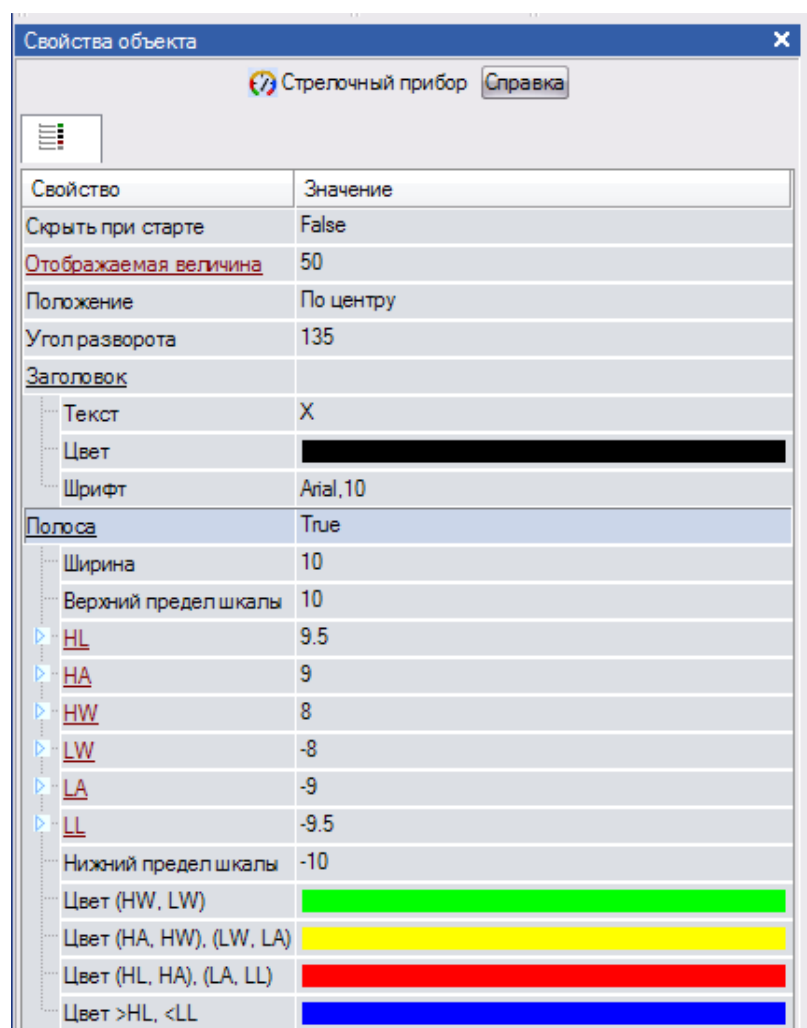 Свойства объекта
Стрелочный прибор Справка
Свойство Значение
Скрыть при старте False
Отображаемая величина 50
Положение По центру
Угол разворота 135
Заголовок
Текст X
Цвет
Шрифт Arial,10
Полоса True
Ширина 10
Верхний предел шкалы 10
HL 9.5
HA 9
HW 8
LW -8
LA -9
LL -9.5
Нижний предел шкалы -10
Цвет (HW, LW)
Цвет (HA, HW), (LW, LA)
Цвет (HL, HA), (LA, LL)
Цвет >HL, <LL